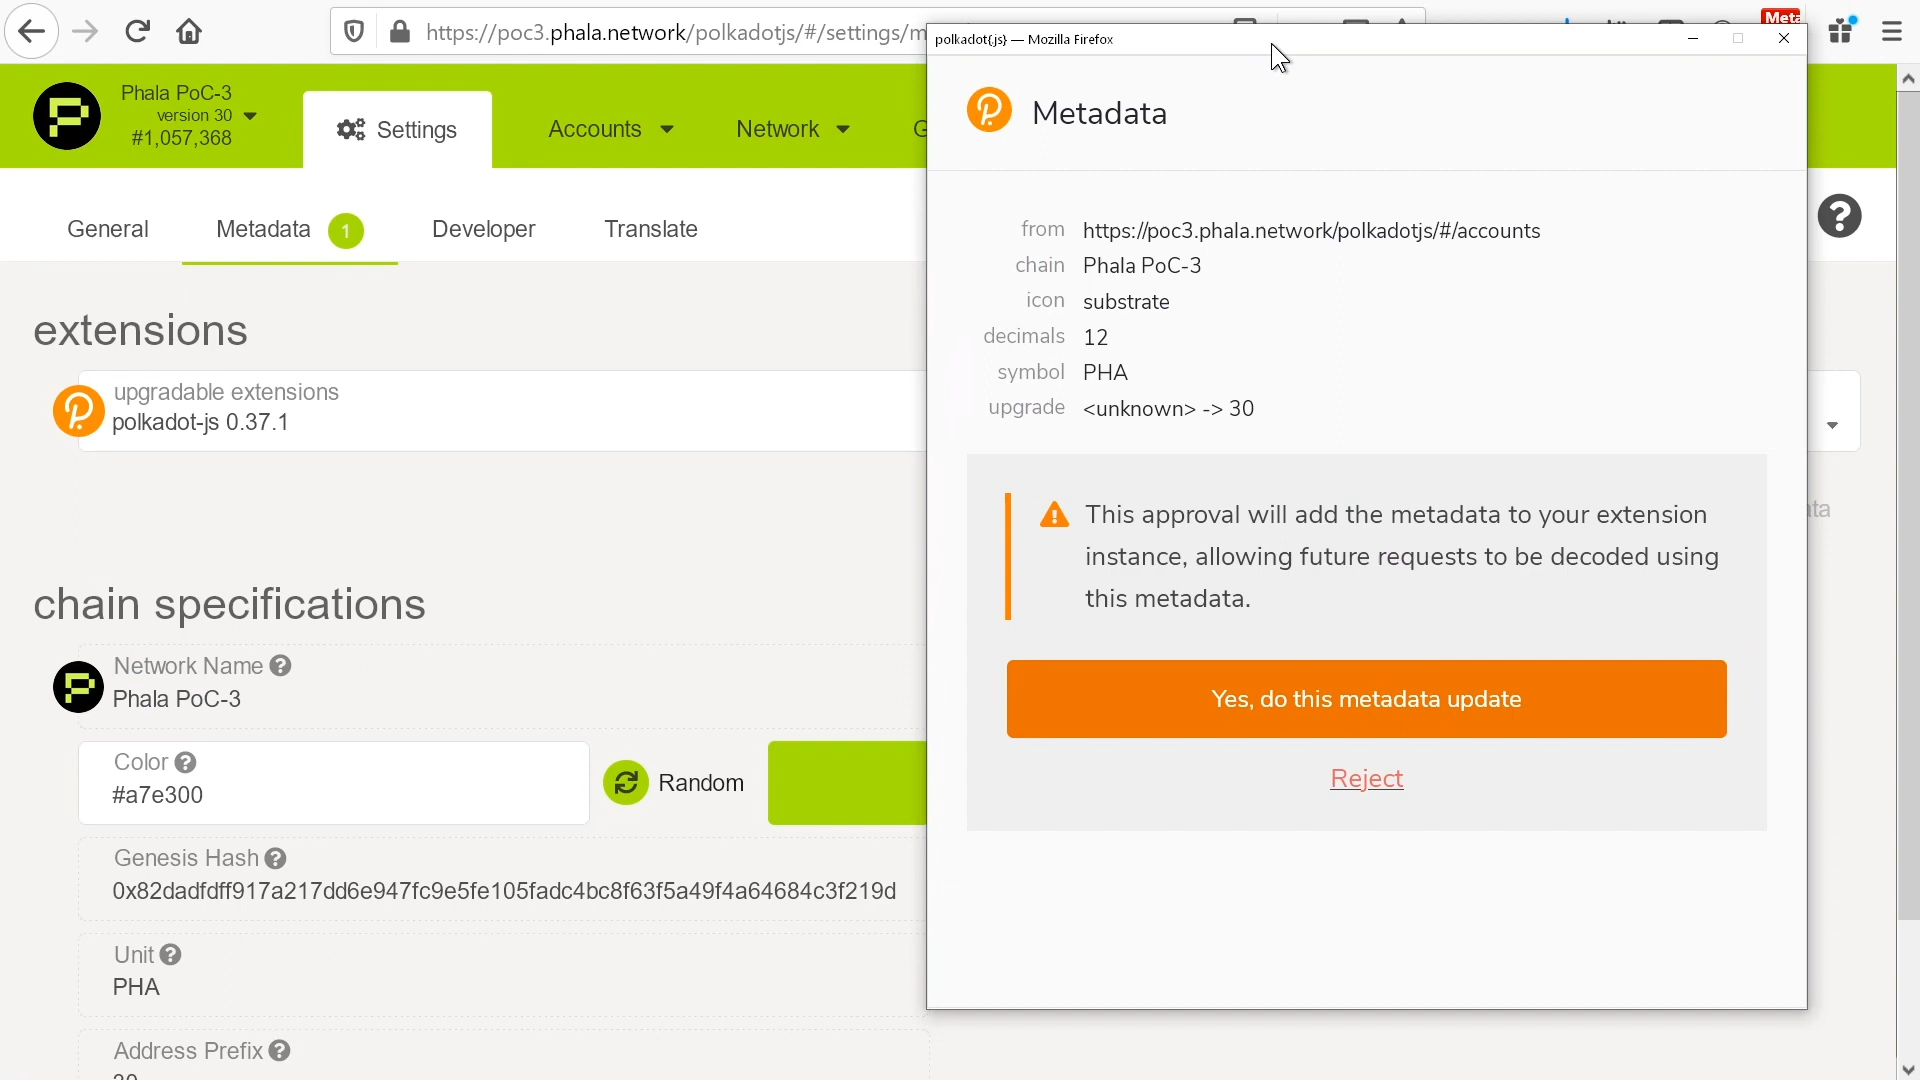 https://poc3.phala.network/polkadotjs/#/settings/m
Meta
polkadot{.js} — Mozilla Firefox
Phala PoC-3
version 30
#1,057,368
Settings
Accounts
Network
G
Metadata
General
Metadata
1
Developer
Translate
from https://poc3.phala.network/polkadotjs/#/accounts
chain Phala PoC-3
icon substrate
decimals 12
symbol PHA
upgrade <unknown> -> 30
extensions
upgradable extensions
polkadot-js 0.37.1
This approval will add the metadata to your extension
instance, allowing future requests to be decoded using
this metadata.
Yes, do this metadata update
Reject
chain specifications
Network Name
Phala PoC-3
Color
#a7e300
Random
Genesis Hash
0x82dadfdff917a217dd6e947fc9e5fe105fadc4bc8f63f5a49f4a64684c3f219d
Unit
PHA
Address Prefix
30